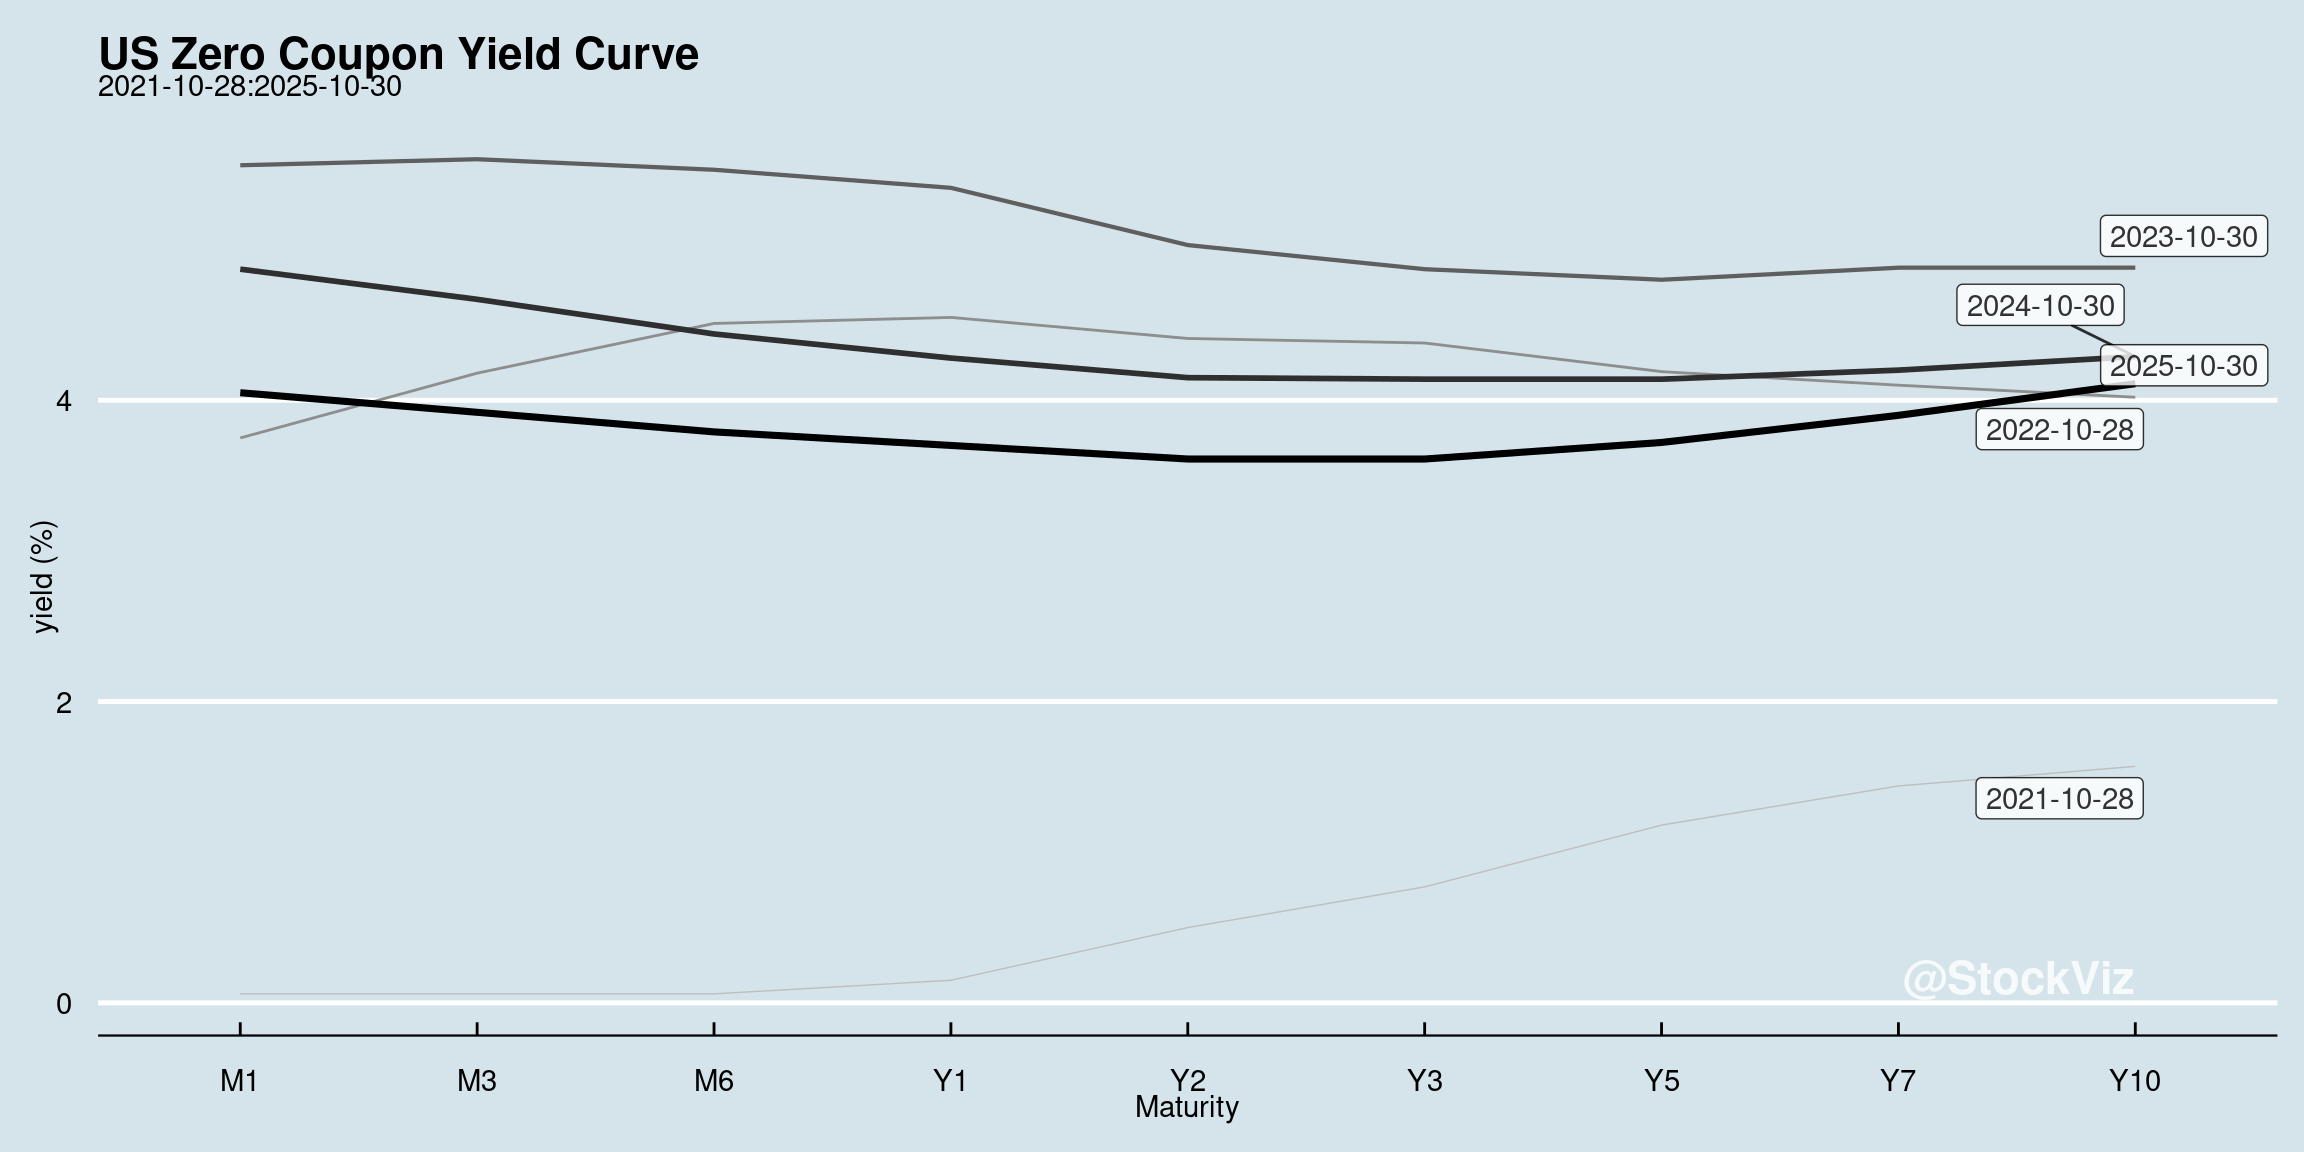 US Zero Coupon Yield Curve
2021-10-28:2025-10-30
2023-10-30
2024-10-30
2025-10-30
4
2022-10-28
yield (%)
2
2021-10-28
@StockViz
0
M1 M3 M6 Y1 Y2 Y3 Y5 Y7 Y10
Maturity